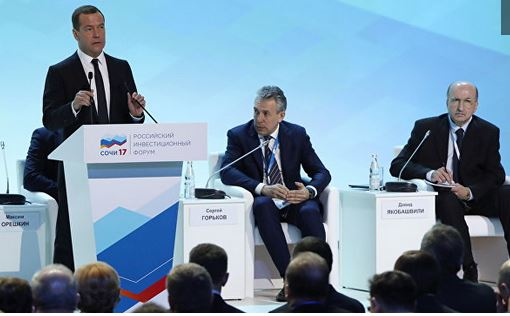 СОЧИ 17
РОССИЙСКИЙ
ИНВЕСТИЦИОННЫЙ
ФОРУМ
Максим
ОРЕШКИН
Сергей
ГОРЬКОВ
Давид
ЯКОБАШВИЛИ